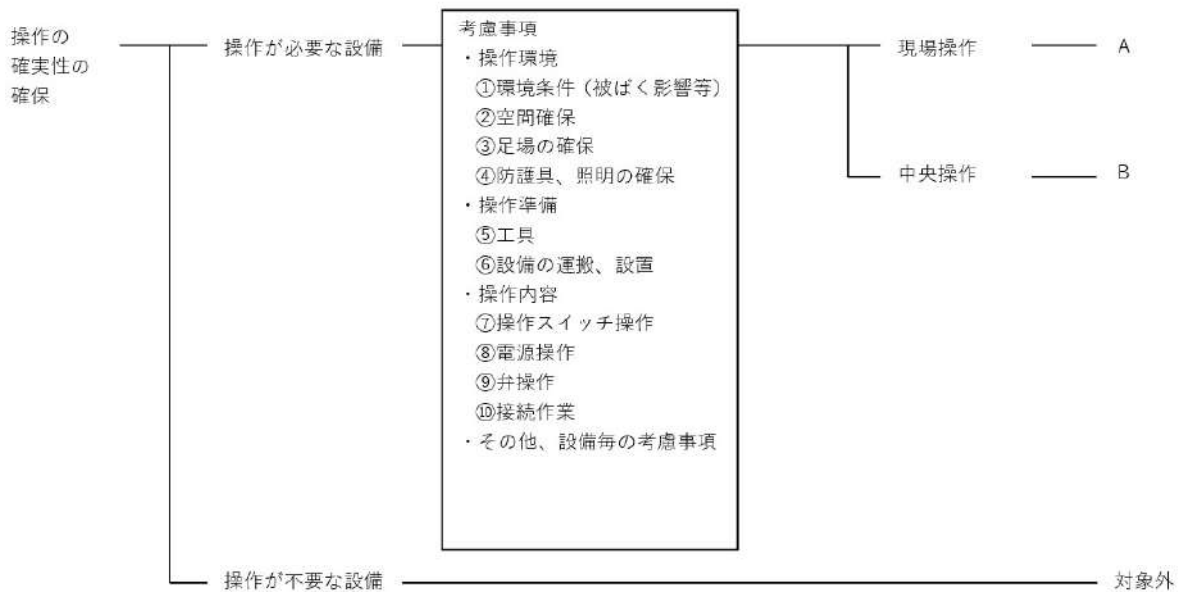 操作の
確実性の
確保
操作が必要な設備
考慮事項
・操作環境
①環境条件（被ばく影響等）
②空間確保
③足場の確保
④防護具、照明の確保
・操作準備
⑤工具
⑥設備の運搬、設置
・操作内容
⑦操作スイッチ操作
⑧電源操作
⑨弁操作
⑩接続作業
・その他、設備毎の考慮事項
現場操作
A
中央操作
B
操作が不要な設備
対象外